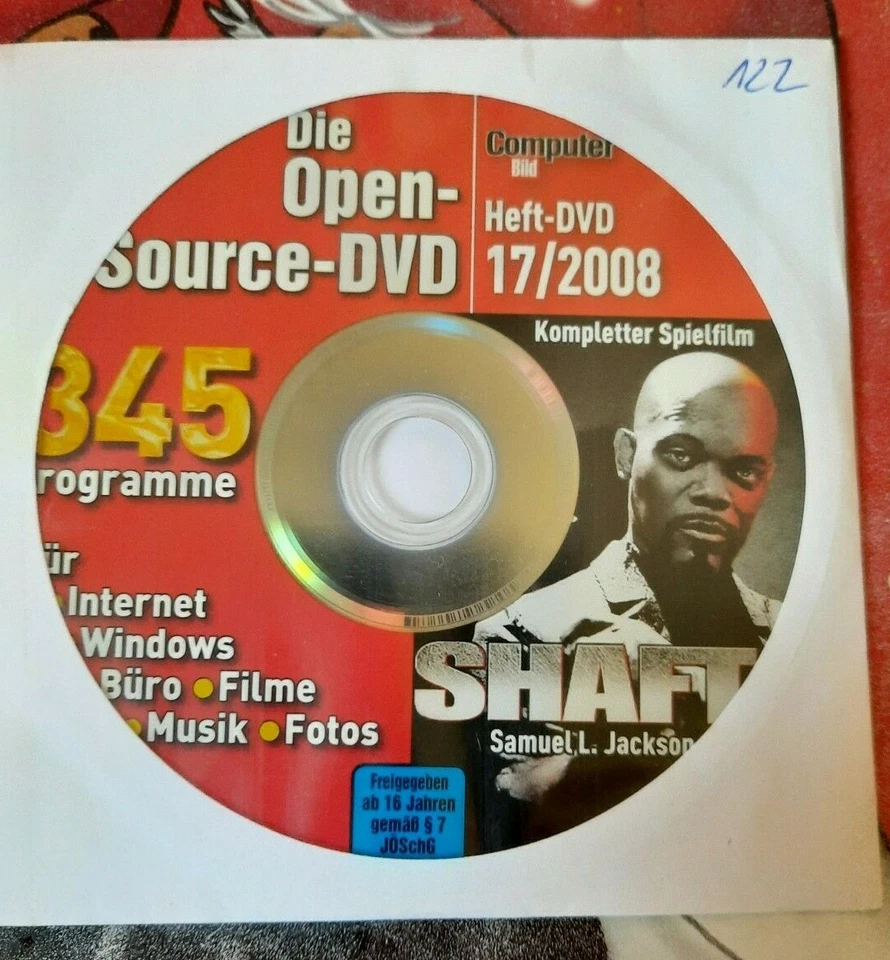 122
Die
Open-
Source-DVD
Computer
Bild
Heft-DVD
17/2008
Kompletter Spielfilm
345
rogramme
ür
Internet
Windows
Büro • Filme
• Musik • Fotos
SHAFT
Samuel L. Jackson
Freigegeben
ab 16 Jahren
gemäß § 7
JÖSchG